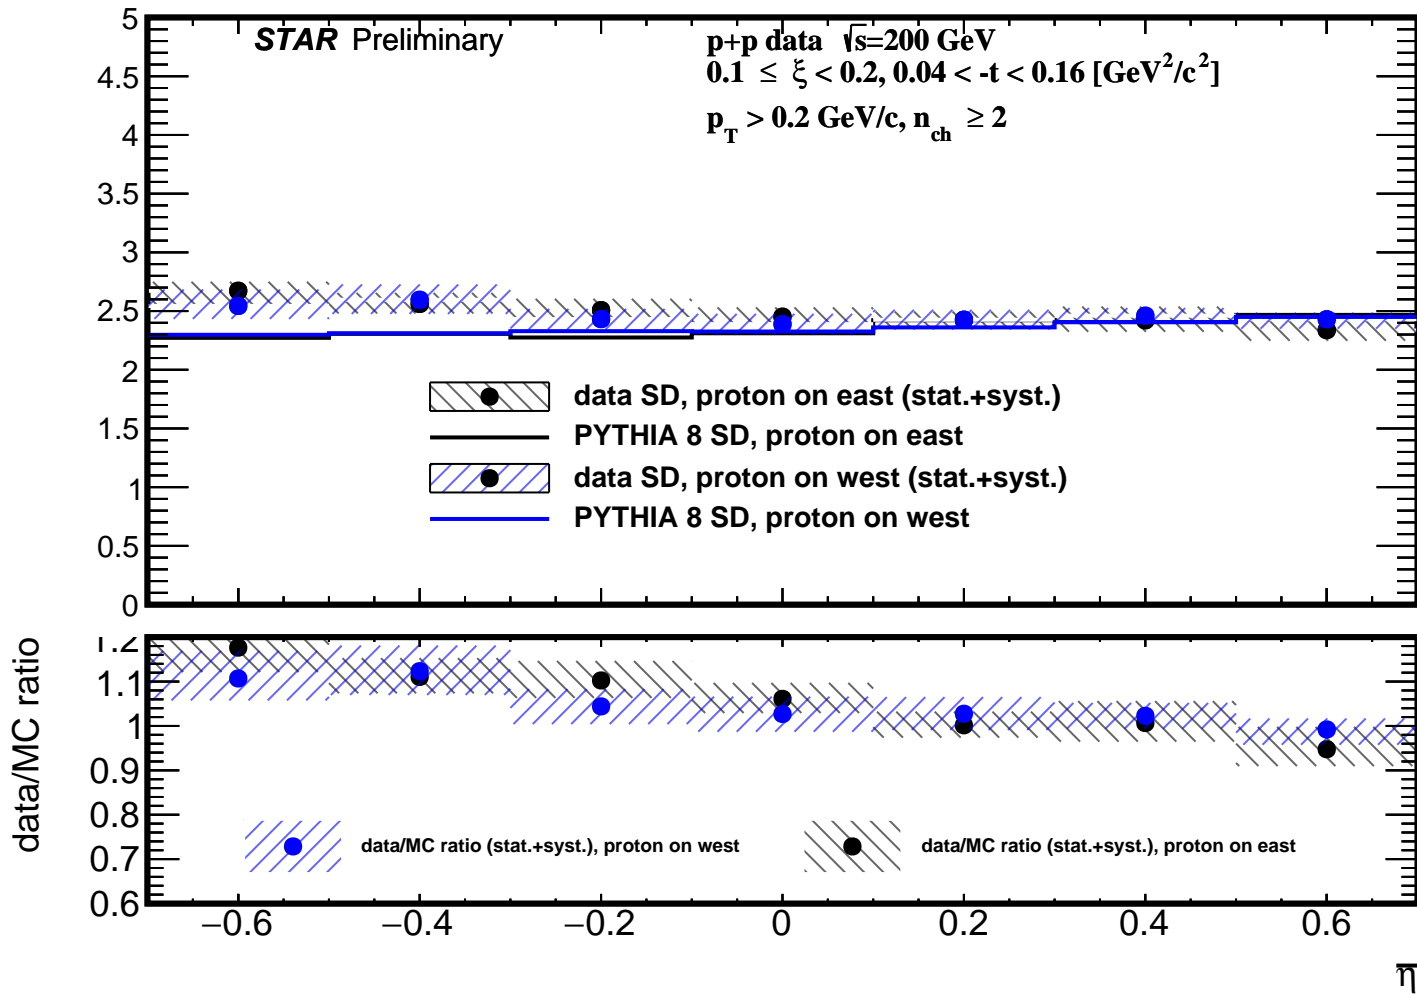 5
STAR Preliminary
p+p data √s=200 GeV
4.5
0.1 ≤ ξ < 0.2, 0.04 < -t < 0.16 [GeV²/c²]
4
p_T > 0.2 GeV/c, n_ch ≥ 2
3.5
3
2.5
2
data SD, proton on east (stat.+syst.)
1.5
PYTHIA 8 SD, proton on east
1
data SD, proton on west (stat.+syst.)
PYTHIA 8 SD, proton on west
0.5
0
data/MC ratio
1.2
1.1
1
0.9
0.8
0.7
data/MC ratio (stat.+syst.), proton on west
data/MC ratio (stat.+syst.), proton on east
0.6
−0.6 −0.4 −0.2 0 0.2 0.4 0.6
η̅